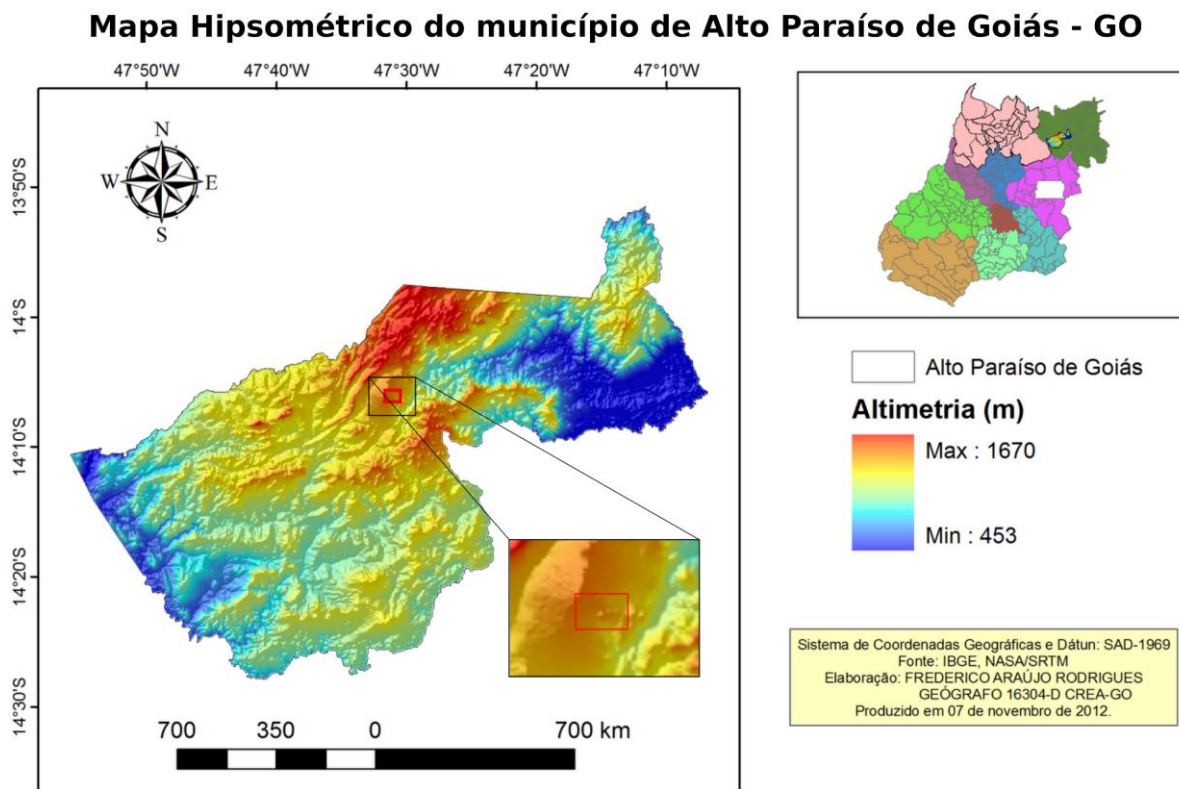 Mapa Hipsométrico do município de Alto Paraíso de Goiás - GO
47°50'W 47°40'W 47°30'W 47°20'W 47°10'W
13°50'S
14°S
14°10'S
14°20'S
14°30'S
N
W E
S
700 350 0 700 km
Alto Paraíso de Goiás
Altimetria (m)
Max : 1670
Min : 453
Sistema de Coordenadas Geográficas e Dátun: SAD-1969
Fonte: IBGE, NASA/SRTM
Elaboração: FREDERICO ARAÚJO RODRIGUES
GEÓGRAFO 16304-D CREA-GO
Produzido em 07 de novembro de 2012.